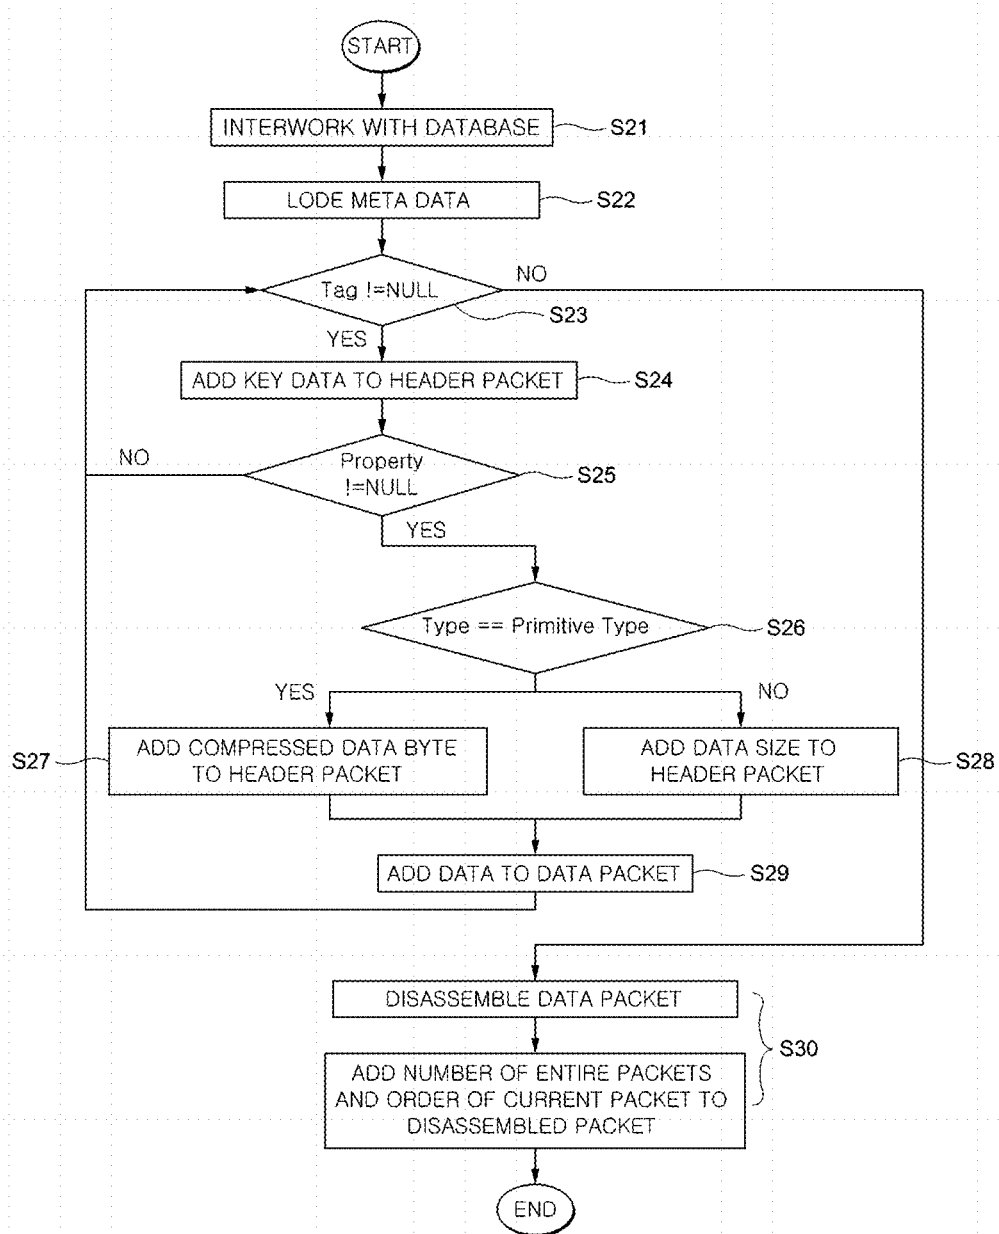 START
INTERWORK WITH DATABASE
S21
LODE META DATA
S22
Tag !=NULL
NO
S23
YES
ADD KEY DATA TO HEADER PACKET
S24
NO
Property
!=NULL
S25
YES
Type == Primitive Type
S26
YES
NO
S27
ADD COMPRESSED DATA BYTE
TO HEADER PACKET
ADD DATA SIZE TO
HEADER PACKET
S28
ADD DATA TO DATA PACKET
S29
DISASSEMBLE DATA PACKET
S30
ADD NUMBER OF ENTIRE PACKETS
AND ORDER OF CURRENT PACKET TO
DISASSEMBLED PACKET
END